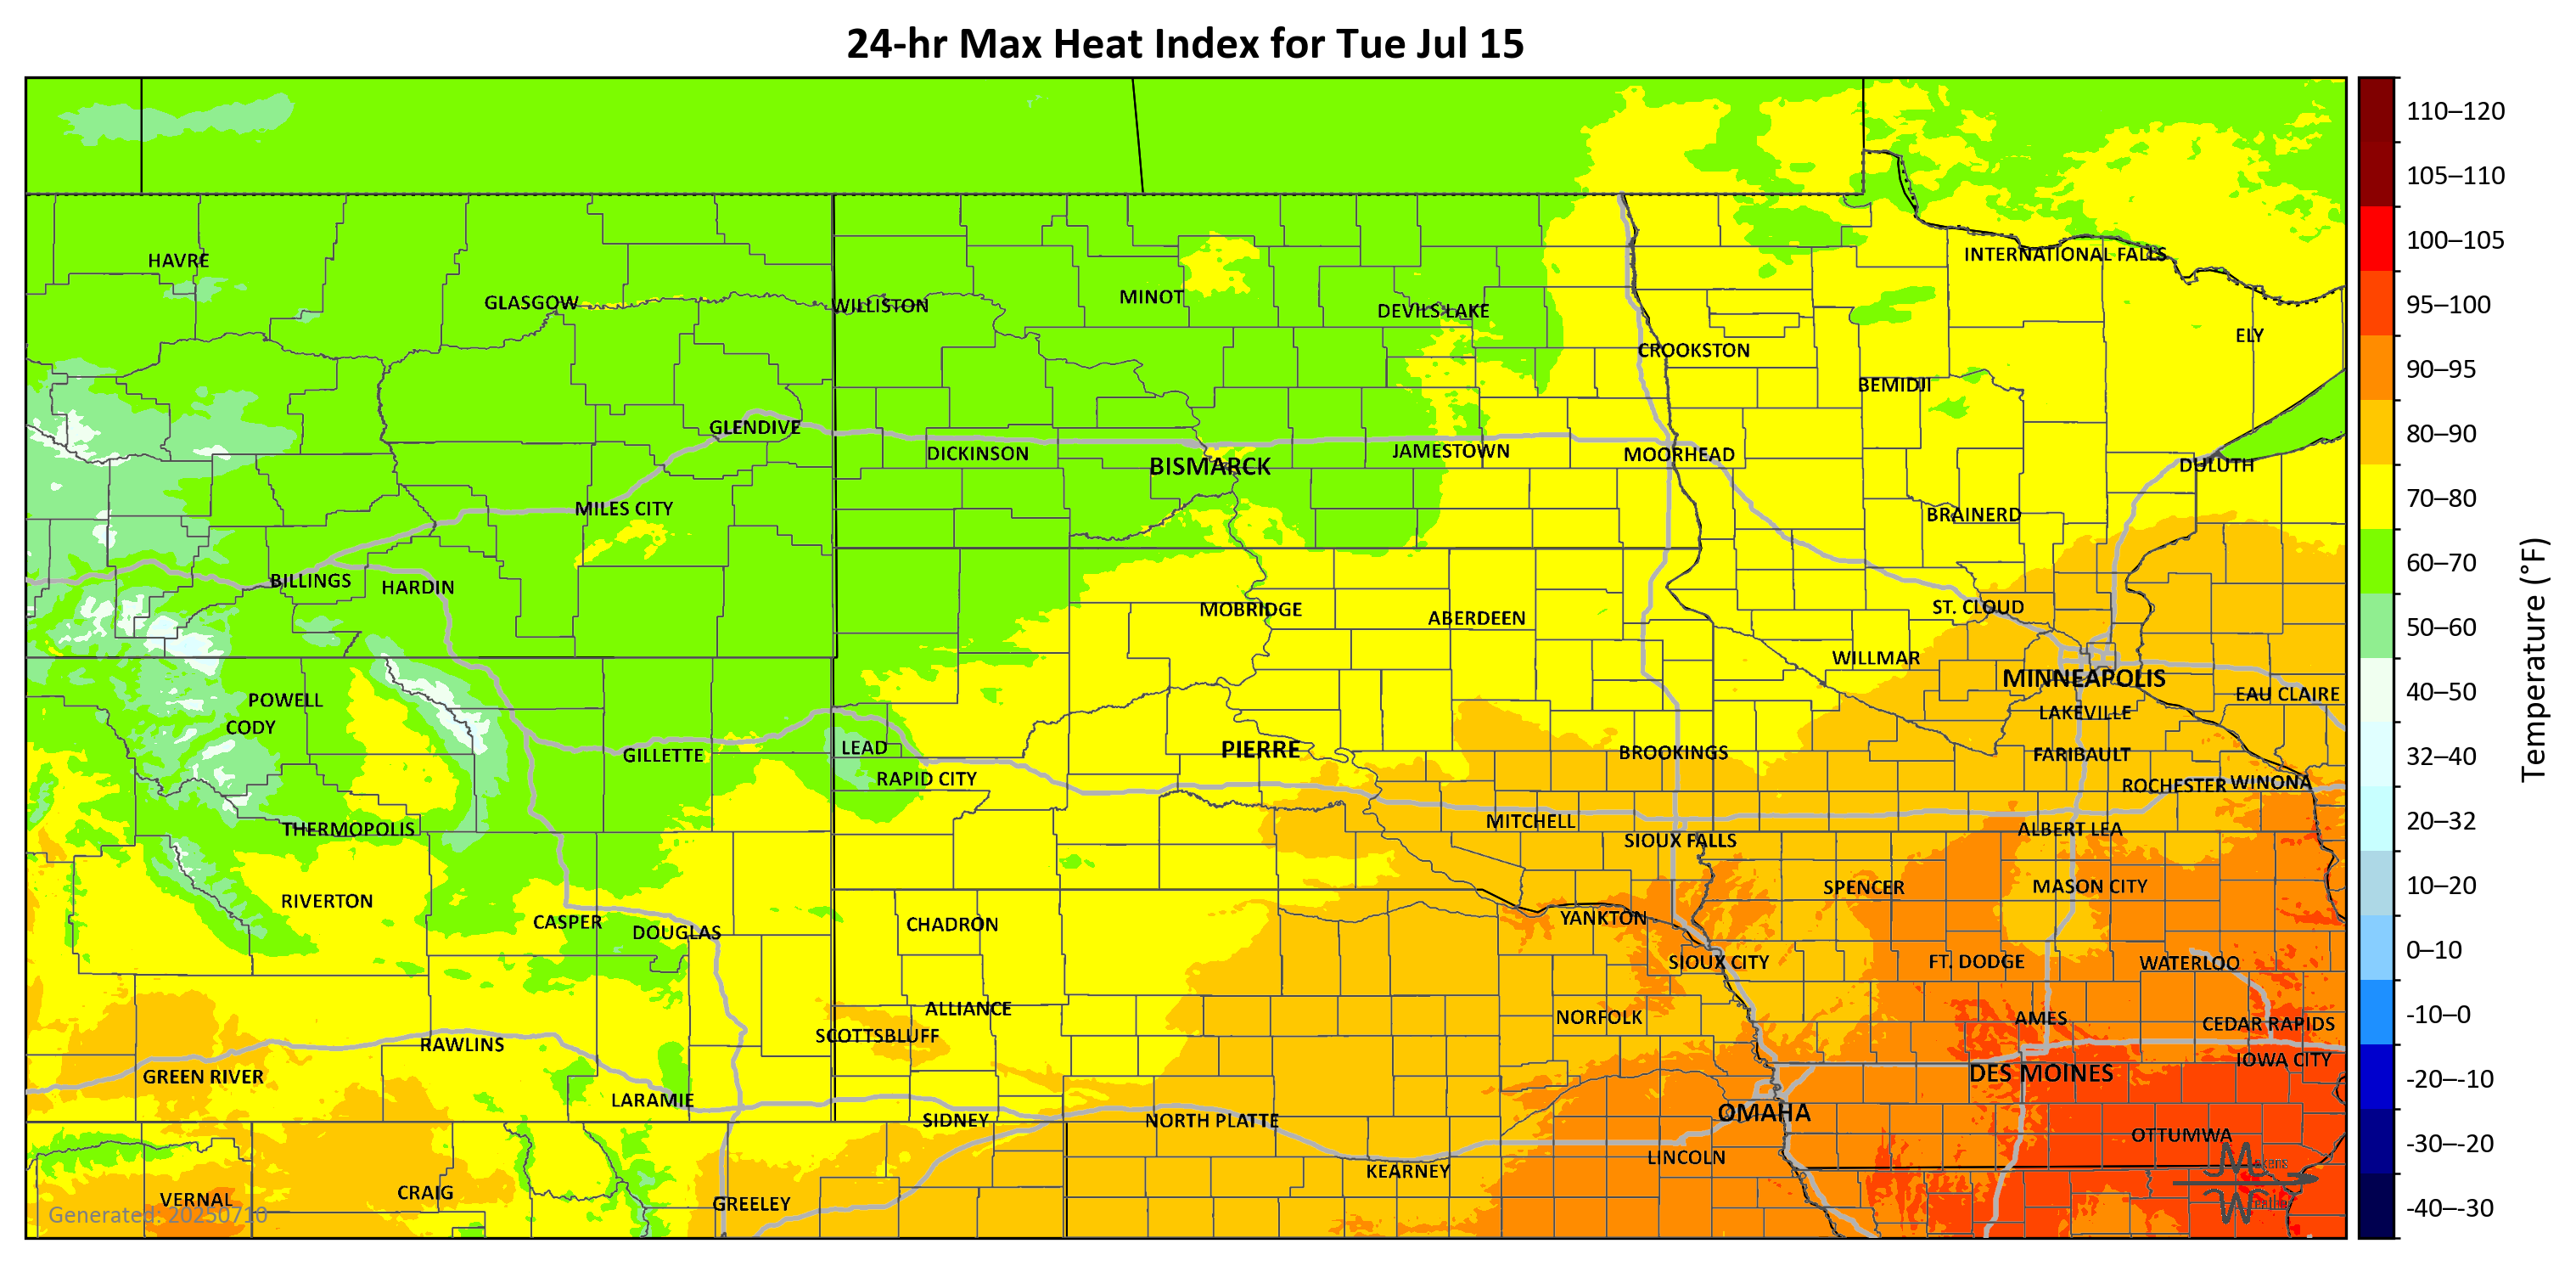 24-hr Max Heat Index for Tue Jul 15
HAVRE
INTERNATIONAL FALLS
GLASGOW
WILLISTON
MINOT
DEVILS LAKE
ELY
CROOKSTON
BEMIDJI
GLENDIVE
DICKINSON
BISMARCK
JAMESTOWN
MOORHEAD
DULUTH
MILES CITY
BRAINERD
BILLINGS
HARDIN
MOBRIDGE
ABERDEEN
ST. CLOUD
WILLMAR
MINNEAPOLIS
EAU CLAIRE
POWELL
CODY
LAKEVILLE
GILLETTE
LEAD
PIERRE
BROOKINGS
FARIBAULT
RAPID CITY
ROCHESTER
WINONA
THERMOPOLIS
MITCHELL
SIOUX FALLS
ALBERT LEA
RIVERTON
SPENCER
MASON CITY
CASPER
DOUGLAS
CHADRON
YANKTON
SIOUX CITY
FT. DODGE
WATERLOO
ALLIANCE
NORFOLK
AMES
CEDAR RAPIDS
SCOTTSBLUFF
RAWLINS
IOWA CITY
GREEN RIVER
DES MOINES
LARAMIE
SIDNEY
NORTH PLATTE
OMAHA
OTTUMWA
KEARNEY
LINCOLN
VERNAL
CRAIG
GREELEY
Generated: 20250710
110–120
105–110
100–105
95–100
90–95
80–90
70–80
60–70
50–60
40–50
32–40
20–32
10–20
0–10
-10–0
-20–-10
-30–-20
-40–-30
Temperature (°F)